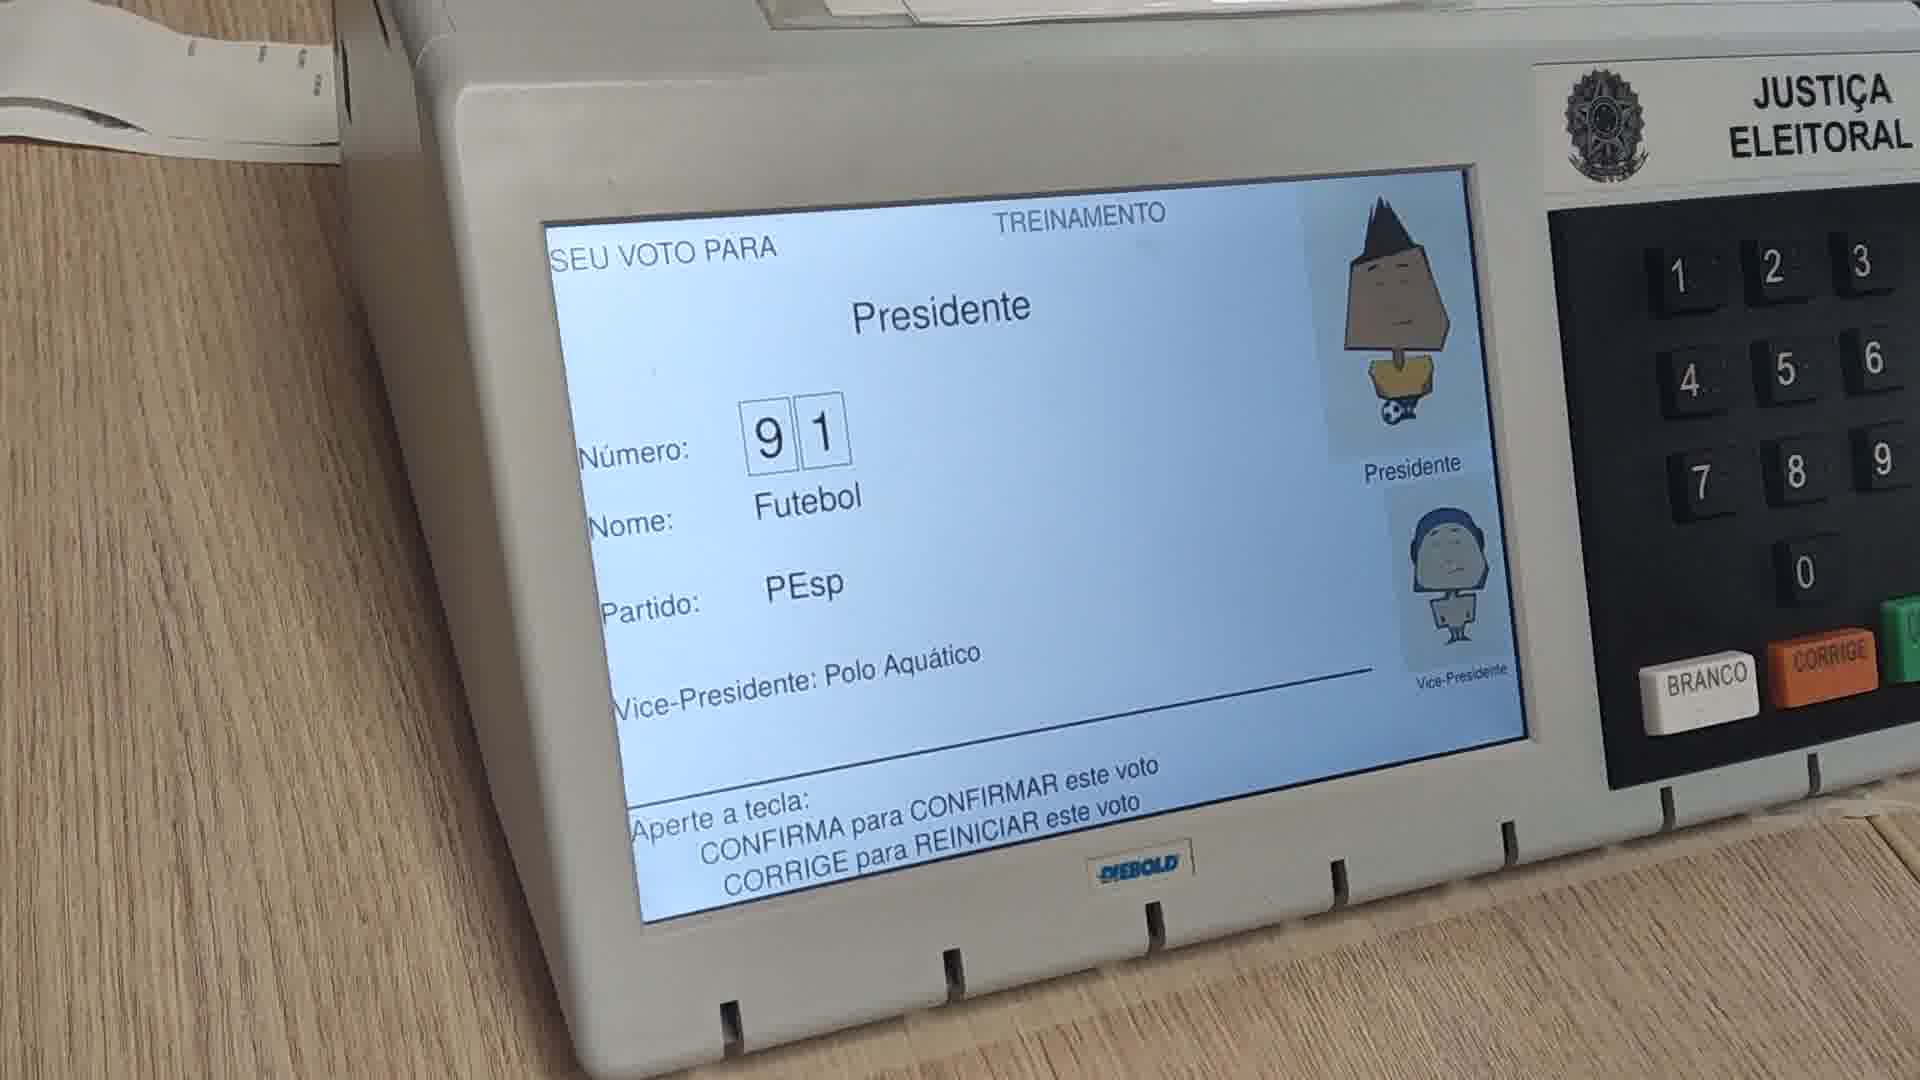 JUSTIÇA
ELEITORAL
TREINAMENTO
SEU VOTO PARA
Presidente
Número: 9 1
Nome: Futebol
Partido: PEsp
Vice-Presidente: Polo Aquático
Presidente
Vice-Presidente
Aperte a tecla:
CONFIRMA para CONFIRMAR este voto
CORRIGE para REINICIAR este voto
DIEBOLD
1 2 3
4 5 6
7 8 9
0
BRANCO CORRIGE